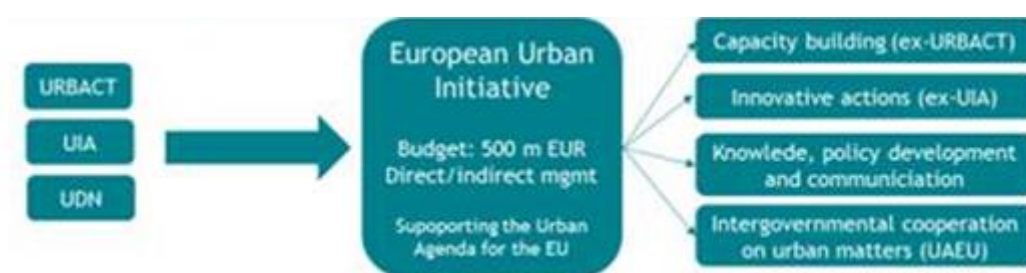 URBACT
UIA
UDN
European Urban
Initiative
Budget: 500 m EUR
Direct/indirect mgmt
Supoporting the Urban
Agenda for the EU
Capacity building (ex-URBACT)
Innovative actions (ex-UIA)
Knowlede, policy development
and communiciation
Intergovernmental cooperation
on urban matters (UAEU)